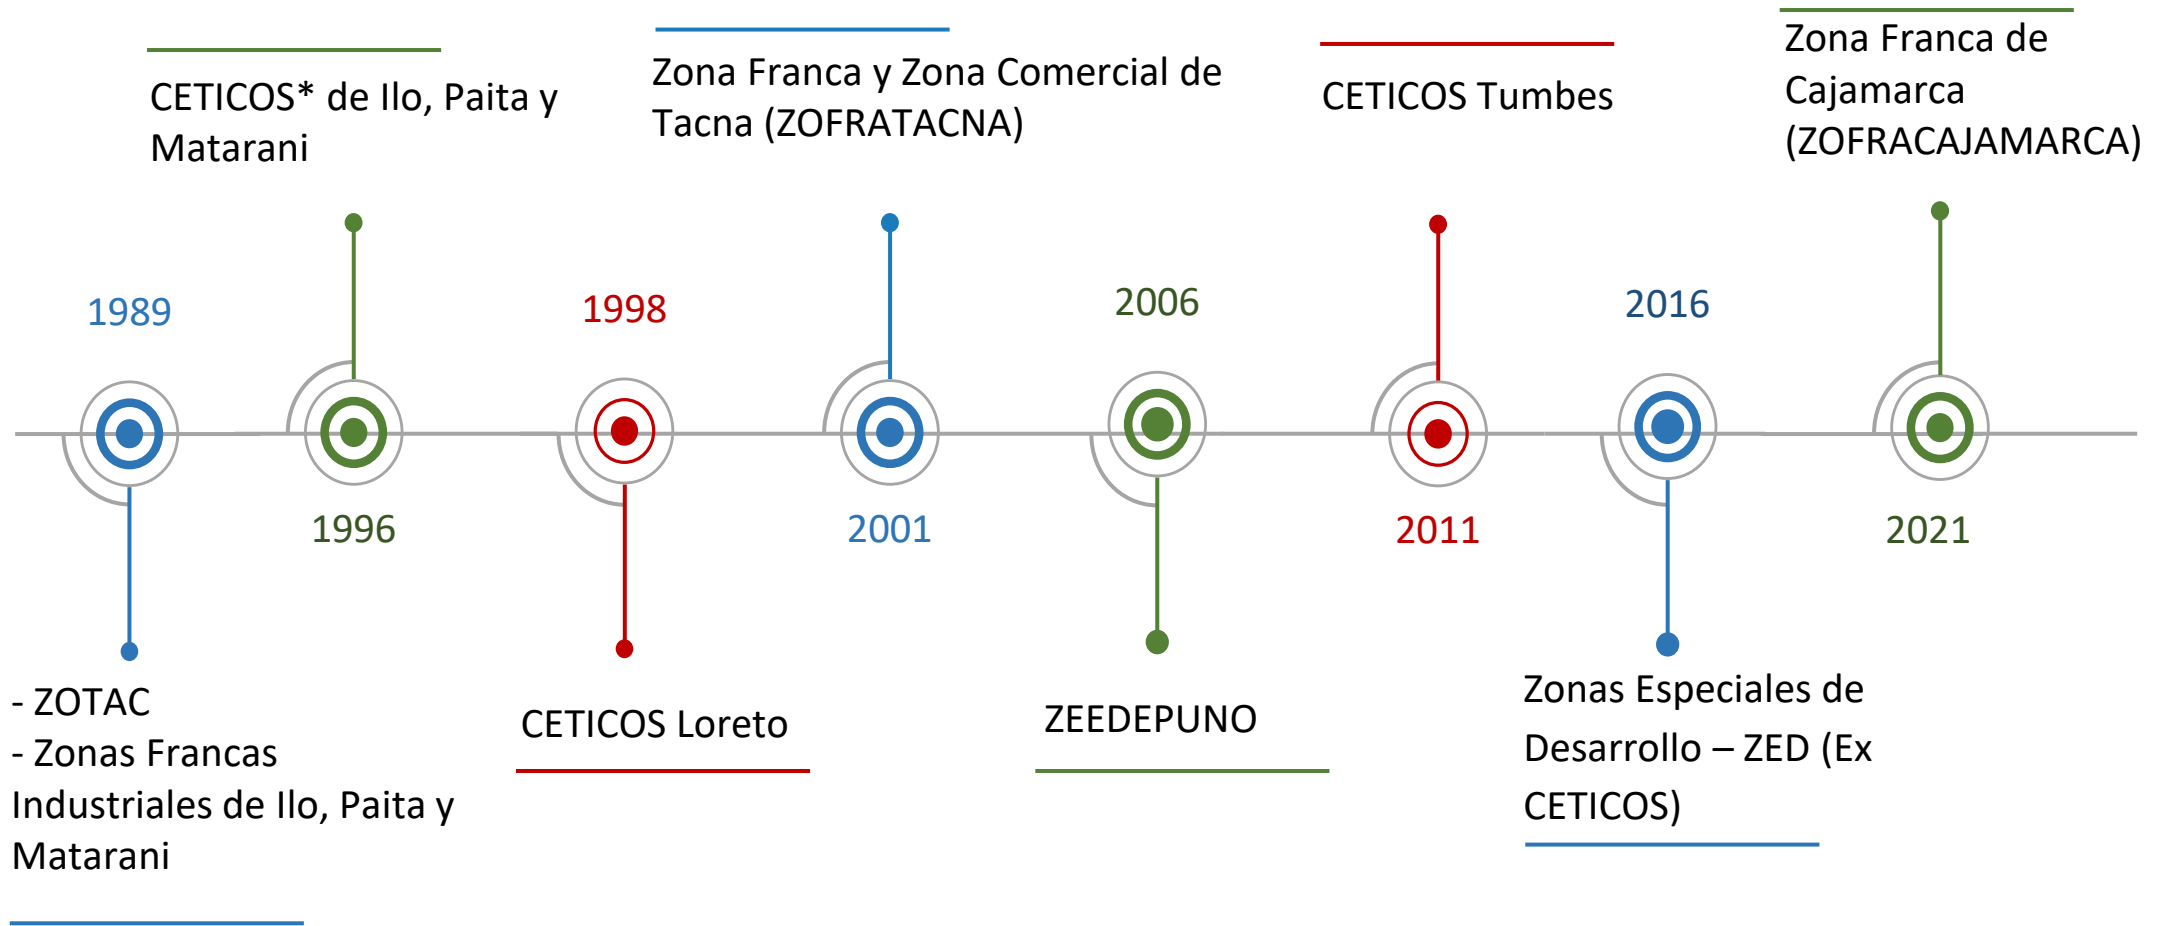 CETICOS* de Ilo, Paita y
Matarani
Zona Franca y Zona Comercial de
Tacna (ZOFRATACNA)
CETICOS Tumbes
Zona Franca de
Cajamarca
(ZOFRACAJAMARCA)
1989
1998
2006
2016
1996
2001
2011
2021
- ZOTAC
- Zonas Francas
Industriales de Ilo, Paita y
Matarani
CETICOS Loreto
ZEEDEPUNO
Zonas Especiales de
Desarrollo – ZED (Ex
CETICOS)